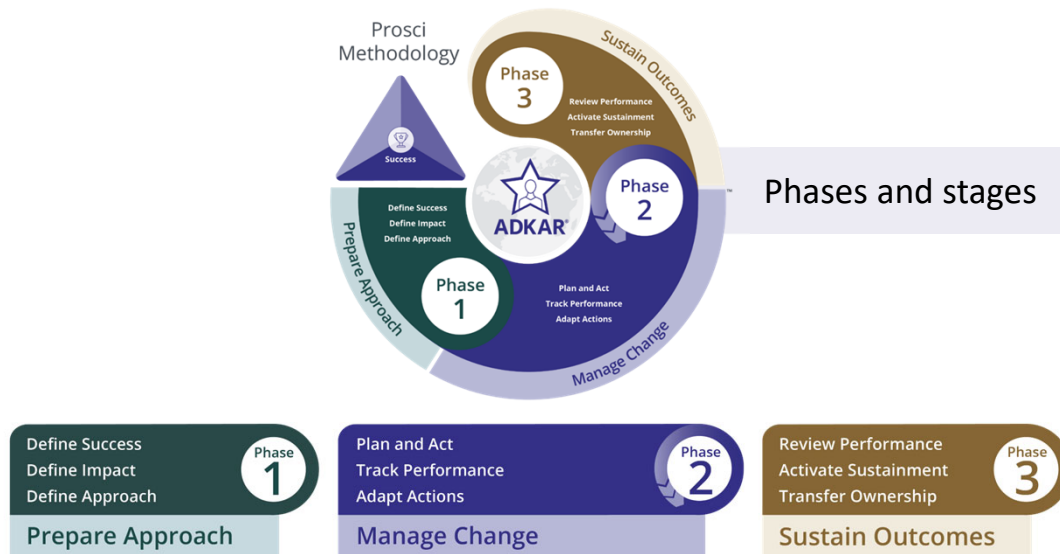 Prosci
Methodology
Success
Sustain Outcomes
Phase
3
Review Performance
Activate Sustainment
Transfer Ownership
Phase
2
™
Phases and stages
ADKAR®
Define Success
Define Impact
Define Approach
Phase
1
Prepare Approach
Plan and Act
Track Performance
Adapt Actions
Manage Change
Define Success
Define Impact
Define Approach
Phase
1
Prepare Approach
Plan and Act
Track Performance
Adapt Actions
Phase
2
Manage Change
Review Performance
Activate Sustainment
Transfer Ownership
Phase
3
Sustain Outcomes